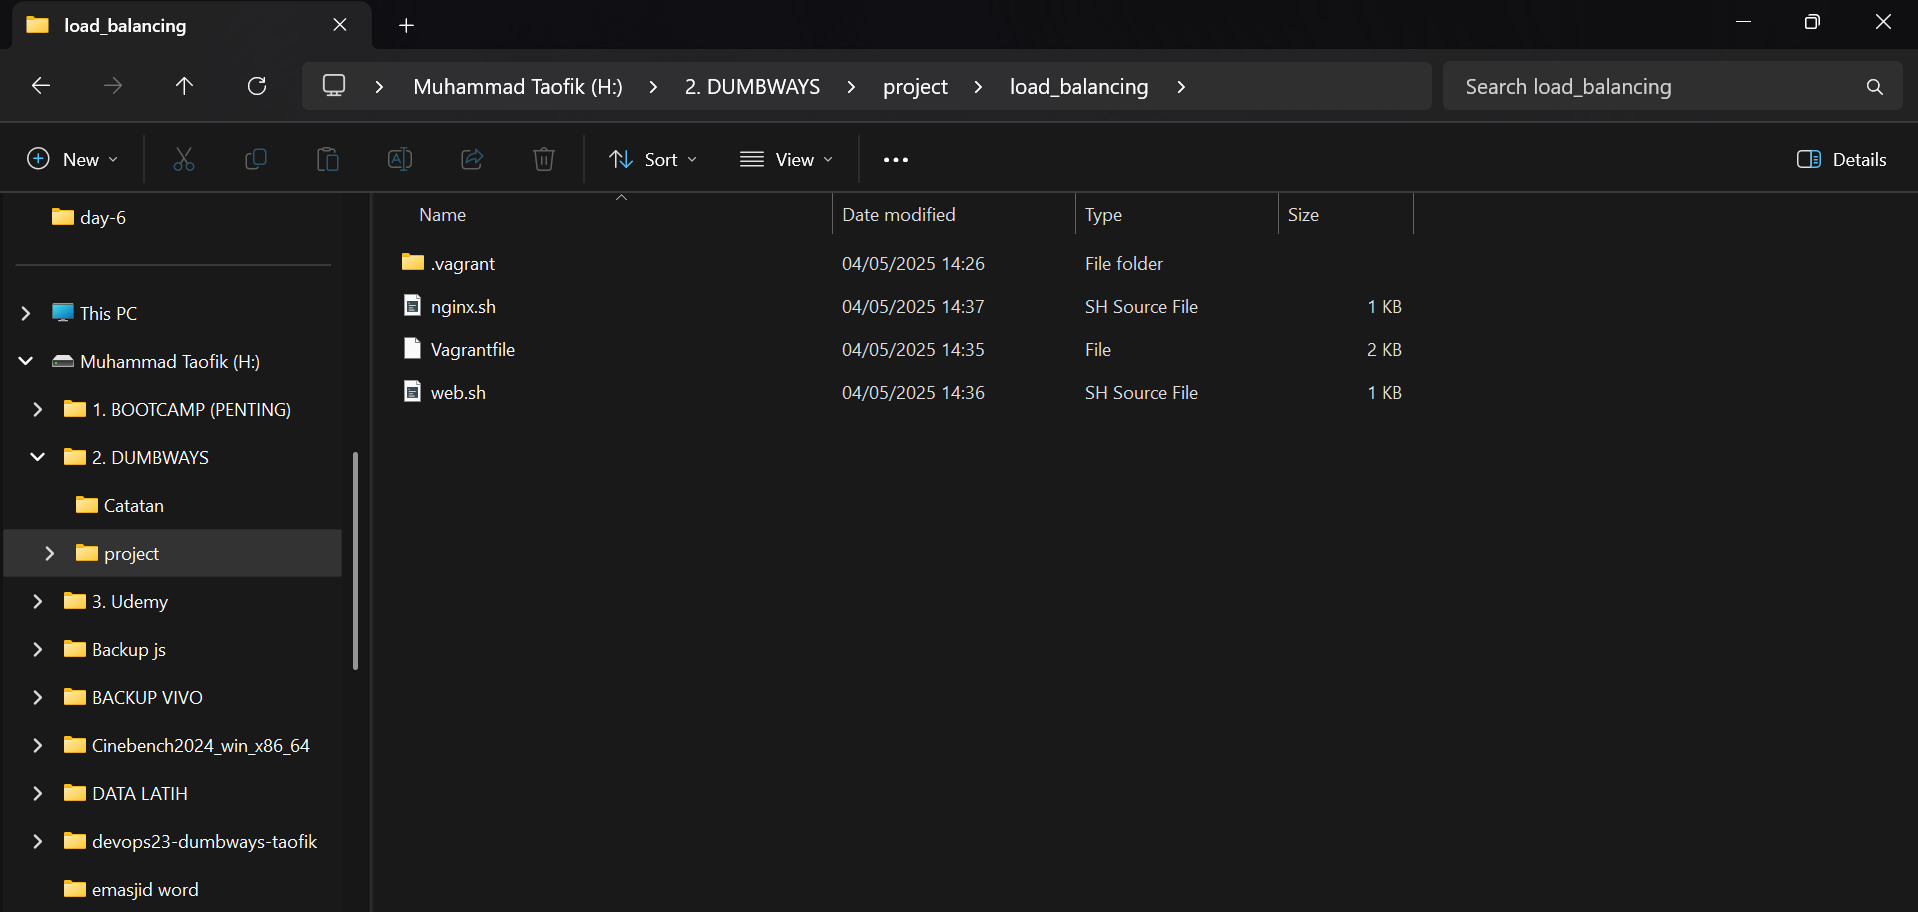 load_balancing
Muhammad Taofik (H:) > 2. DUMBWAYS > project > load_balancing >
Search load_balancing
New
Sort
View
Details
day-6
This PC
Muhammad Taofik (H:)
1. BOOTCAMP (PENTING)
2. DUMBWAYS
Catatan
project
3. Udemy
Backup js
BACKUP VIVO
Cinebench2024_win_x86_64
DATA LATIH
devops23-dumbways-taofik
emasjid word
Name Date modified Type Size
.vagrant 04/05/2025 14:26 File folder
nginx.sh 04/05/2025 14:37 SH Source File 1 KB
Vagrantfile 04/05/2025 14:35 File 2 KB
web.sh 04/05/2025 14:36 SH Source File 1 KB